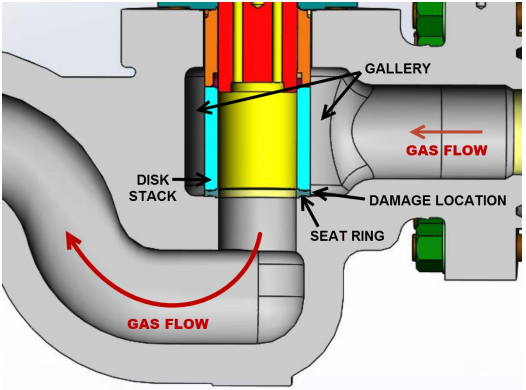 GALLERY
GAS FLOW
DISK
STACK
DAMAGE LOCATION
SEAT RING
GAS FLOW